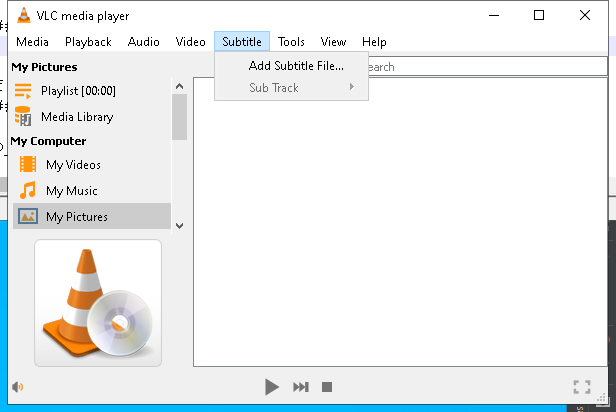 VLC media player
Media Playback Audio Video Subtitle Tools View Help
My Pictures
Playlist [00:00]
Media Library
My Computer
My Videos
My Music
My Pictures
Add Subtitle File...
Sub Track
earch